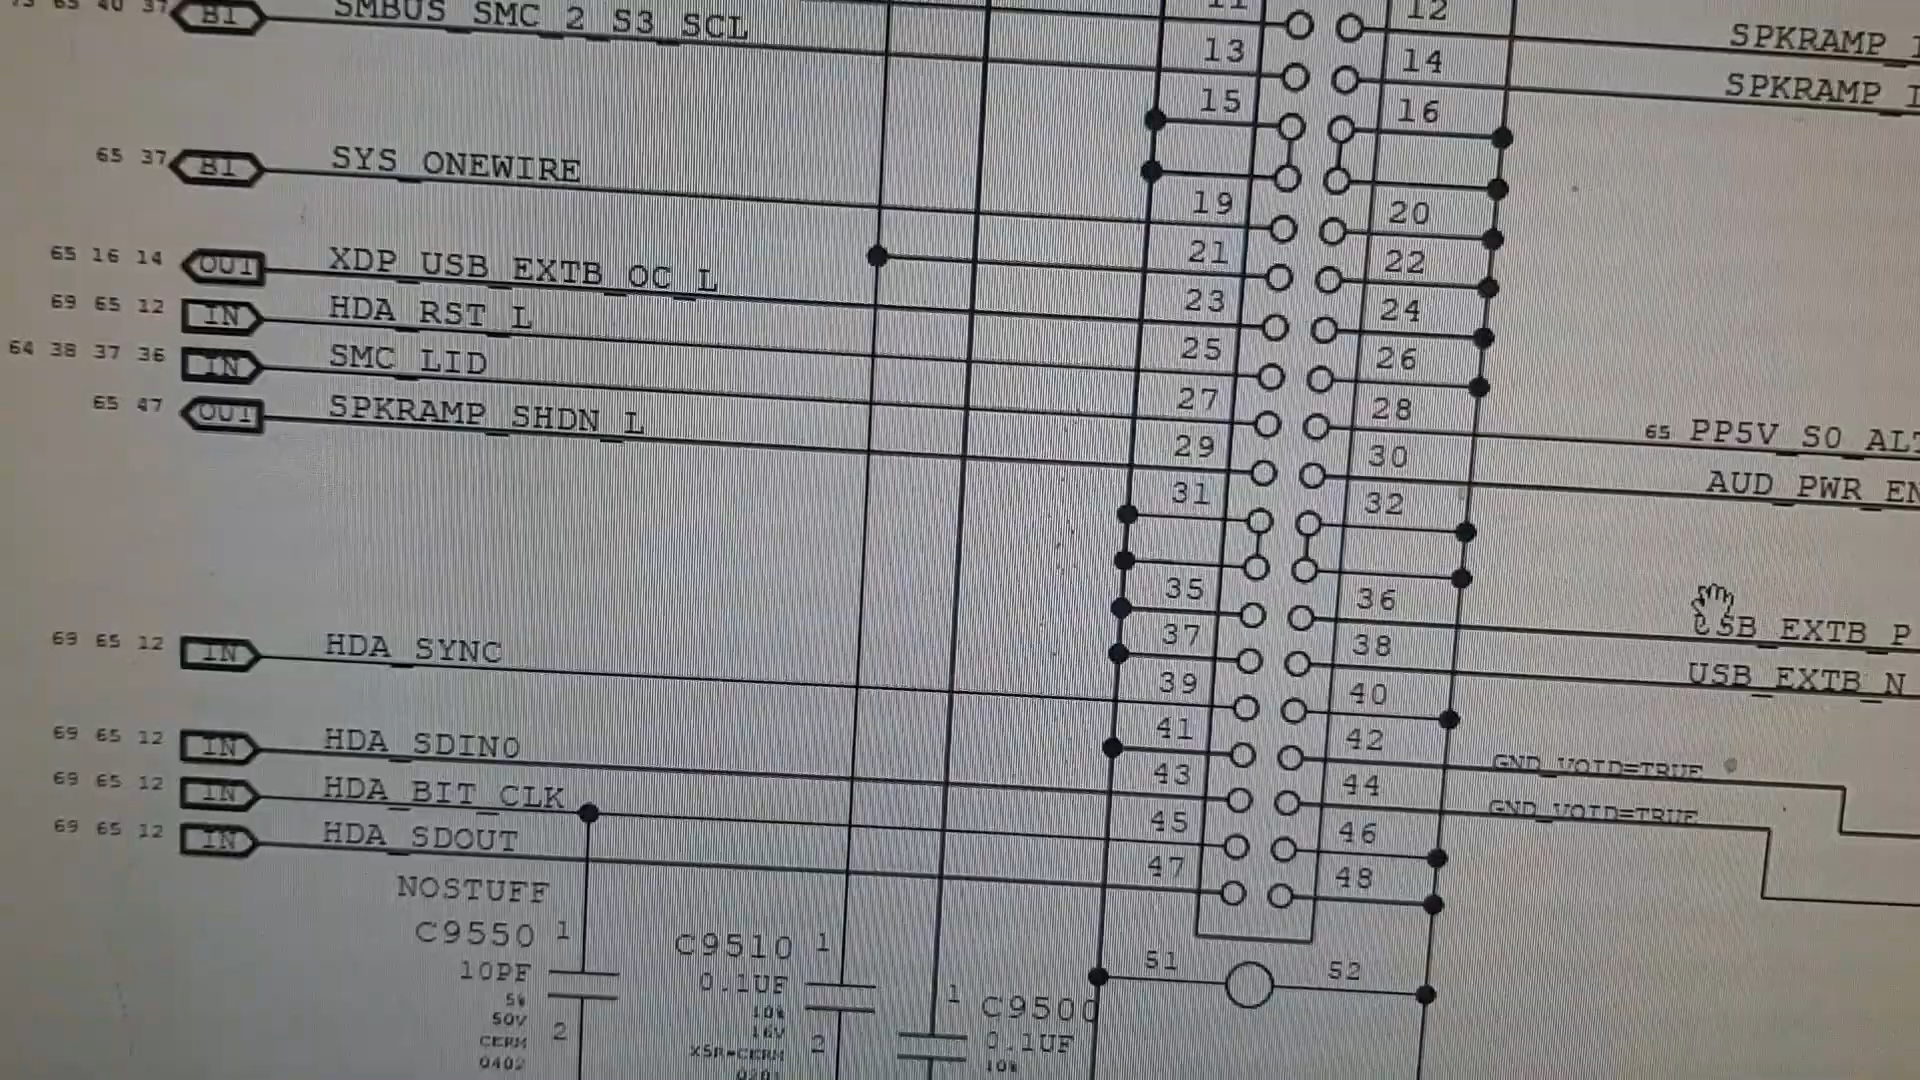 SMBUS_SMC_2_S3_SCL
BI
65 37 BI SYS_ONEWIRE
65 16 14 OUT XDP_USB_EXTB_OC_L
69 65 12 IN HDA_RST_L
64 38 37 36 IN SMC_LID
65 47 OUT SPKRAMP_SHDN_L
69 65 12 IN HDA_SYNC
69 65 12 IN HDA_SDIN0
69 65 12 IN HDA_BIT_CLK
69 65 12 IN HDA_SDOUT
NOSTUFF
C9550 1
10PF
5%
50V
CERM
0402
2
C9510 1
0.1UF
10%
16V
X5R-CERM
0201
2
1 C9500
0.1UF
10%
11 12
13 14
15 16
19 20
21 22
23 24
25 26
27 28
29 30
31 32
35 36
37 38
39 40
41 42
43 44
45 46
47 48
51 52
SPKRAMP
SPKRAMP
65 PP5V_S0_ALT
AUD_PWR_EN
USB_EXTB_P
USB_EXTB_N
GND_VOID=TRUE
GND_VOID=TRUE